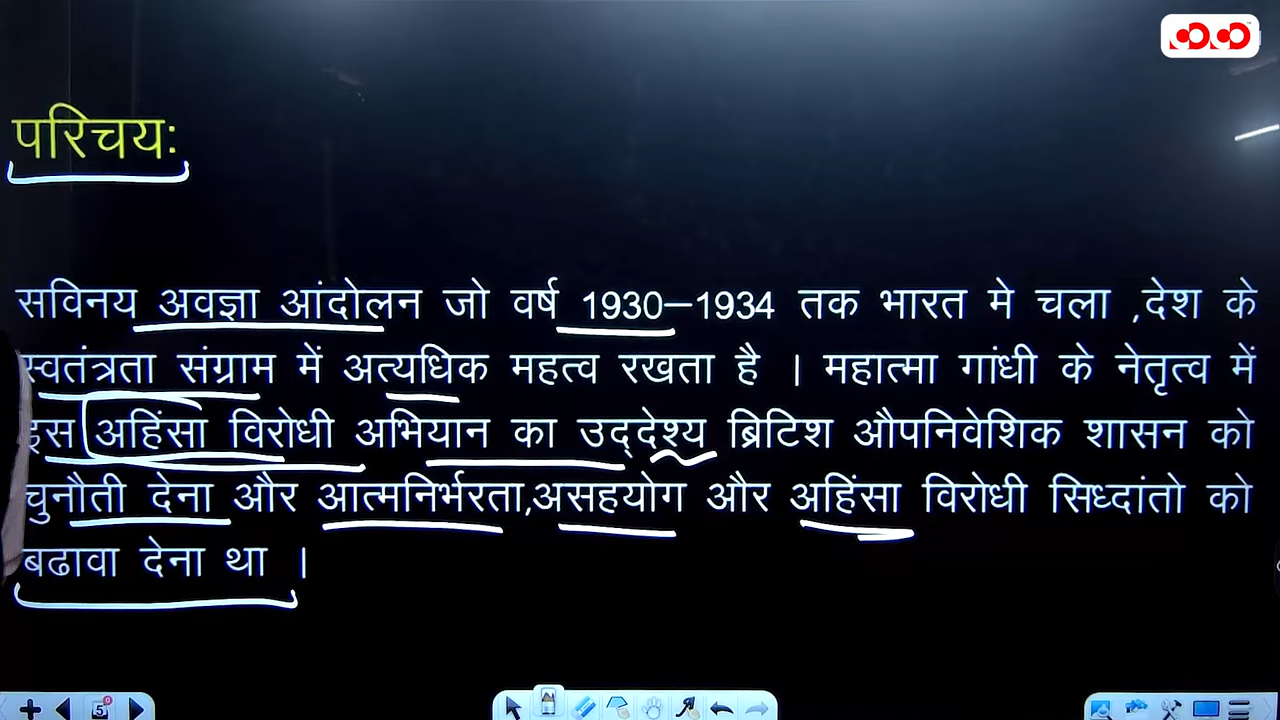 परिचय:
सविनय अवज्ञा आंदोलन जो वर्ष 1930–1934 तक भारत मे चला ,देश के
स्वतंत्रता संग्राम में अत्यधिक महत्व रखता है । महात्मा गांधी के नेतृत्व में
इस अहिंसा विरोधी अभियान का उद्देश्य ब्रिटिश औपनिवेशिक शासन को
चुनौती देना और आत्मनिर्भरता,असहयोग और अहिंसा विरोधी सिध्दांतो को
बढावा देना था ।
5